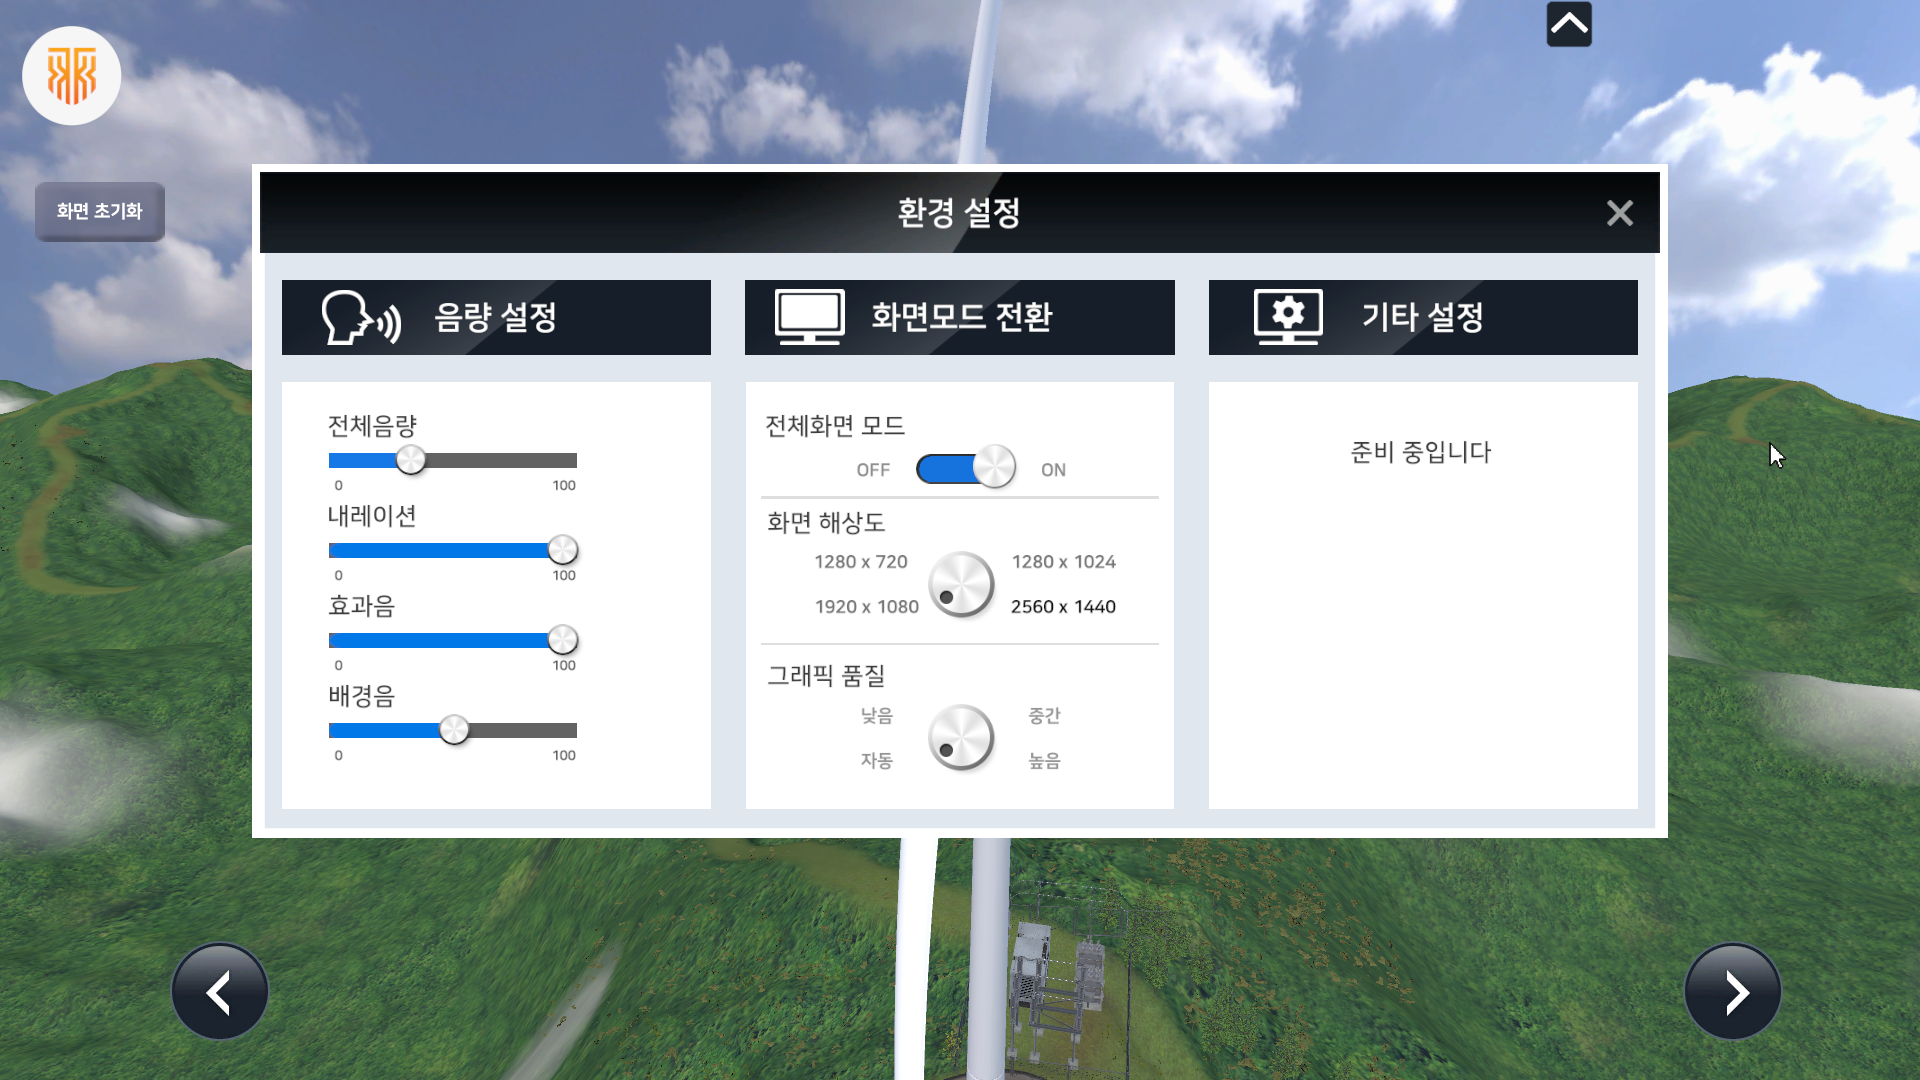 화면 초기화
환경 설정
음량 설정
전체음량
0 100
내레이션
0 100
효과음
0 100
배경음
0 100
화면모드 전환
전체화면 모드
OFF ON
화면 해상도
1280 x 720 1280 x 1024
1920 x 1080 2560 x 1440
그래픽 품질
낮음 중간
자동 높음
기타 설정
준비 중입니다